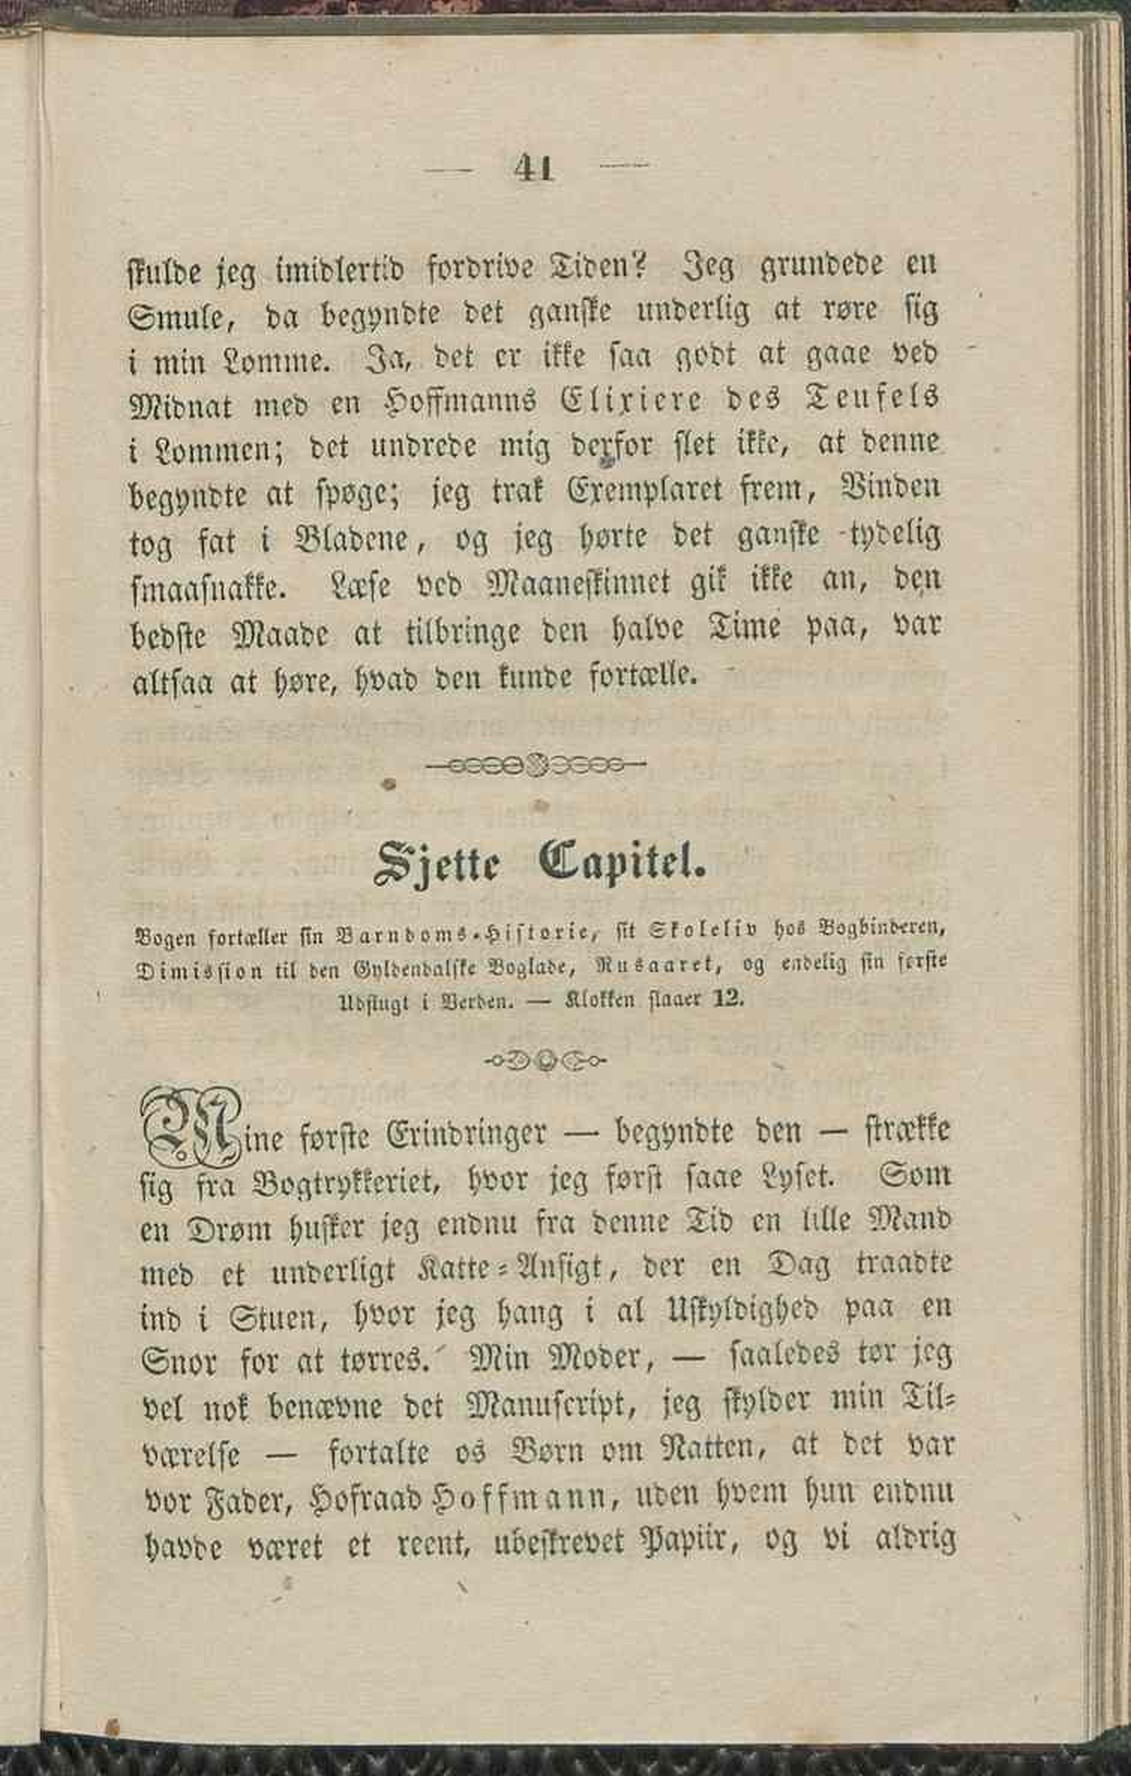 — 41 —
skulde jeg imidlertid fordrive Tiden? Jeg grundede en
Smule, da begyndte det ganske underlig at røre sig
i min Lomme. Ja, det er ikke saa godt at gaae ved
Midnat med en Hoffmanns Elixiere des Teufels
i Lommen; det undrede mig derfor slet ikke, at denne
begyndte at spøge; jeg trak Exemplaret frem, Vinden
tog fat i Bladene, og jeg hørte det ganske tydelig
smaasnakke. Læse ved Maaneskinnet gik ikke an, den
bedste Maade at tilbringe den halve Time paa, var
altsaa at høre, hvad den kunde fortælle.
Sjette Capitel.
Bogen fortæller sin Barndoms-Historie, sit Skoleliv hos Bogbinderen,
Dimission til den Gyldendalske Boglade, Rusaaret, og endelig sin første
Udflugt i Verden. — Klokken slaaer 12.
Mine første Erindringer — begyndte den — strække
sig fra Bogtrykkeriet, hvor jeg først saae Lyset. Som
en Drøm husker jeg endnu fra denne Tid en lille Mand
med et underligt Katte-Ansigt, der en Dag traadte
ind i Stuen, hvor jeg hang i al Uskyldighed paa en
Snor for at tørres. Min Moder, — saaledes tør jeg
vel nok benævne det Manuscript, jeg skylder min Til-
værelse — fortalte os Børn om Natten, at det var
vor Fader, Hofraad Hoffmann, uden hvem hun endnu
havde været et reent, ubeskrevet Papiir, og vi aldrig